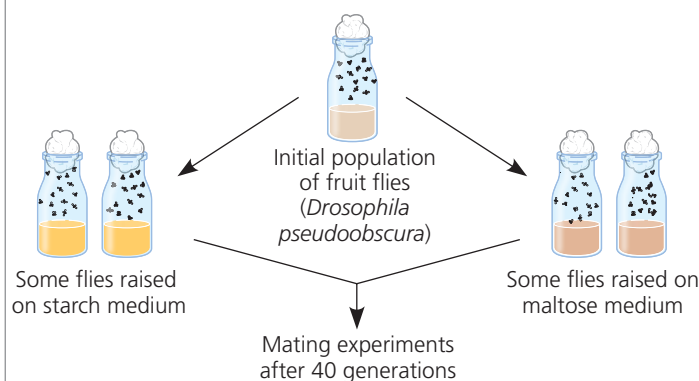 Initial population
of fruit flies
(Drosophila
pseudoobscura)
Some flies raised
on starch medium
Some flies raised on
maltose medium
Mating experiments
after 40 generations